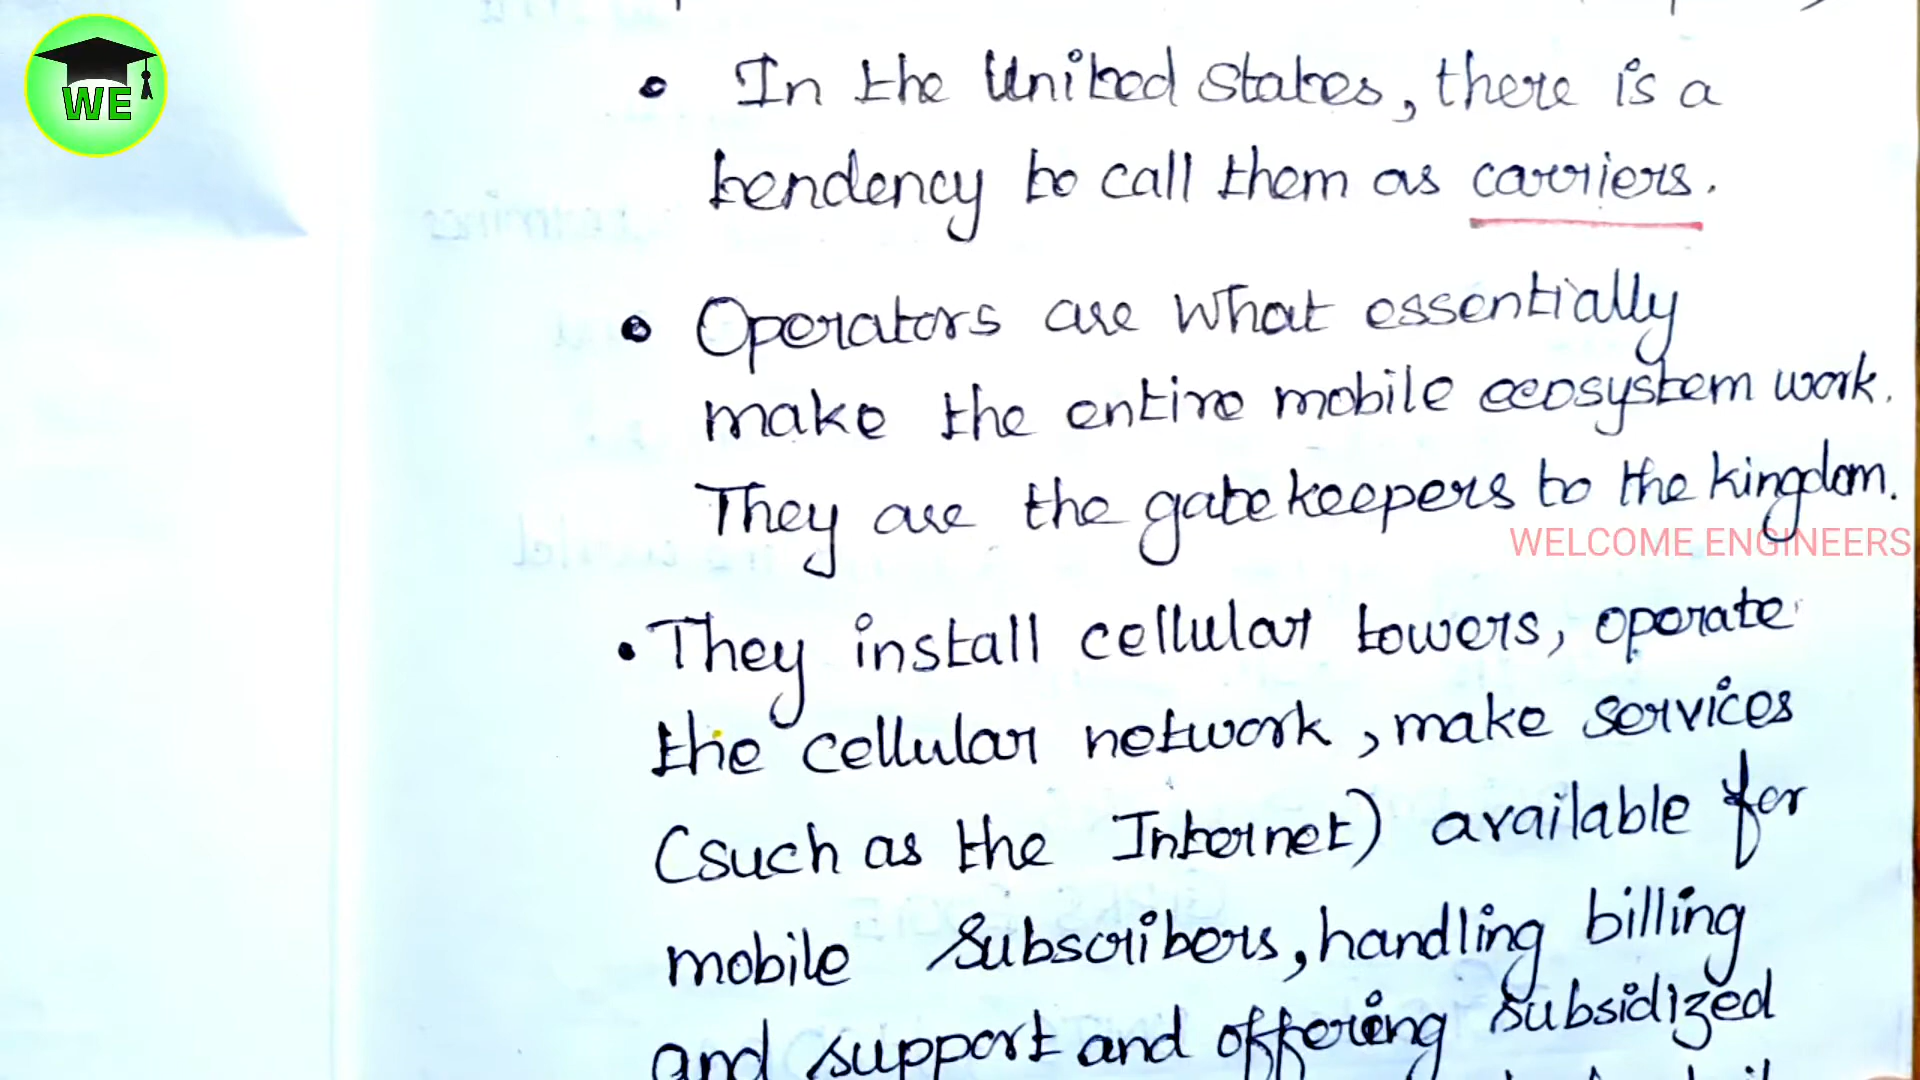 WE
• In the United States, there is a
tendency to call them as carriers.
• Operators are what essentially
make the entire mobile ecosystem work.
They are the gatekeepers to the kingdom.
WELCOME ENGINEERS
• They install cellular towers, operate
the cellular network, make services
(such as the Internet) available for
mobile subscribers, handling billing
and support and offering subsidized